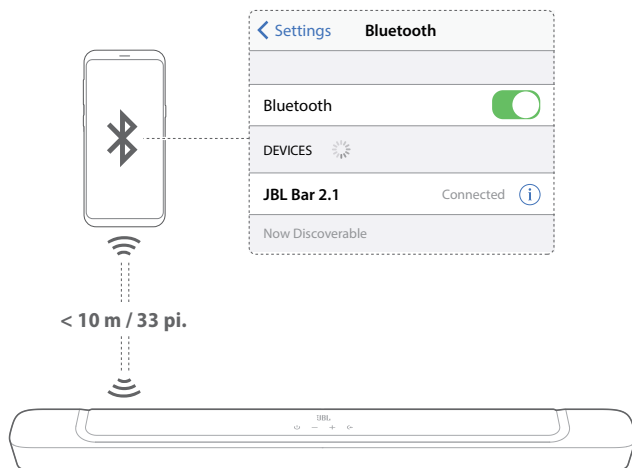 Settings Bluetooth
Bluetooth
DEVICES
JBL Bar 2.1 Connected
Now Discoverable
< 10 m / 33 pi.
JBL